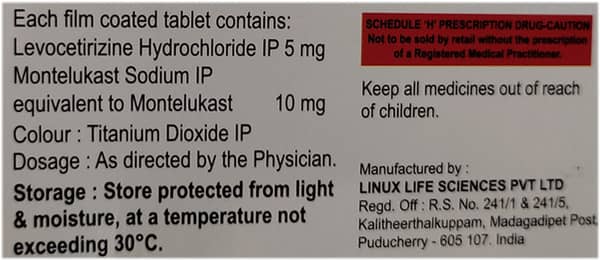 Each film coated tablet contains:
Levocetirizine Hydrochloride IP 5 mg
Montelukast Sodium IP
equivalent to Montelukast 10 mg
Colour : Titanium Dioxide IP
Dosage : As directed by the Physician.
Storage : Store protected from light
& moisture, at a temperature not
exceeding 30°C.
SCHEDULE 'H' PRESCRIPTION DRUG-CAUTION
Not to be sold by retail without the prescription
of a Registered Medical Practitioner.
Keep all medicines out of reach
of children.
Manufactured by :
LINUX LIFE SCIENCES PVT LTD
Regd. Off : R.S. No. 241/1 & 241/5,
Kalitheerthalkuppam, Madagadipet Post,
Puducherry - 605 107. India